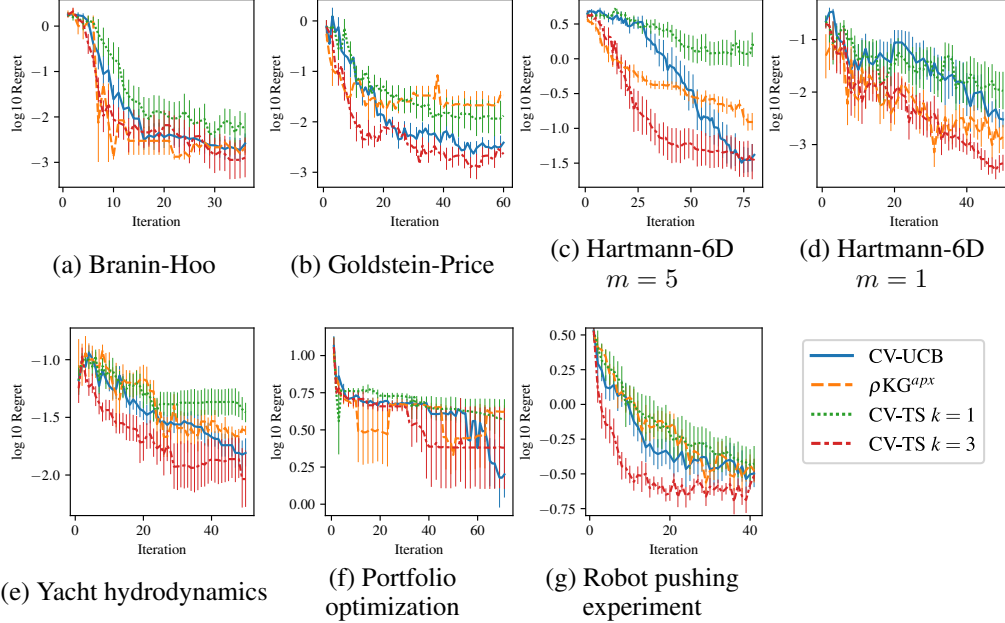 0
−1
−2
−3
log10 Regret
0
10
20
30
Iteration
(a) Branin-Hoo
0
−1
−2
−3
log10 Regret
0
20
40
60
Iteration
(b) Goldstein-Price
0.5
0.0
−0.5
−1.0
−1.5
log10 Regret
0
25
50
75
Iteration
(c) Hartmann-6D
m = 5
−1
−2
−3
log10 Regret
0
20
40
Iteration
(d) Hartmann-6D
m = 1
−1.0
−1.5
−2.0
log10 Regret
0
20
40
Iteration
(e) Yacht hydrodynamics
1.00
0.75
0.50
0.25
0.00
log10 Regret
0
20
40
60
Iteration
(f) Portfolio
optimization
0.50
0.25
0.00
−0.25
−0.50
−0.75
log10 Regret
0
10
20
30
40
Iteration
(g) Robot pushing
experiment
CV-UCB
ρKG^apx
CV-TS k = 1
CV-TS k = 3